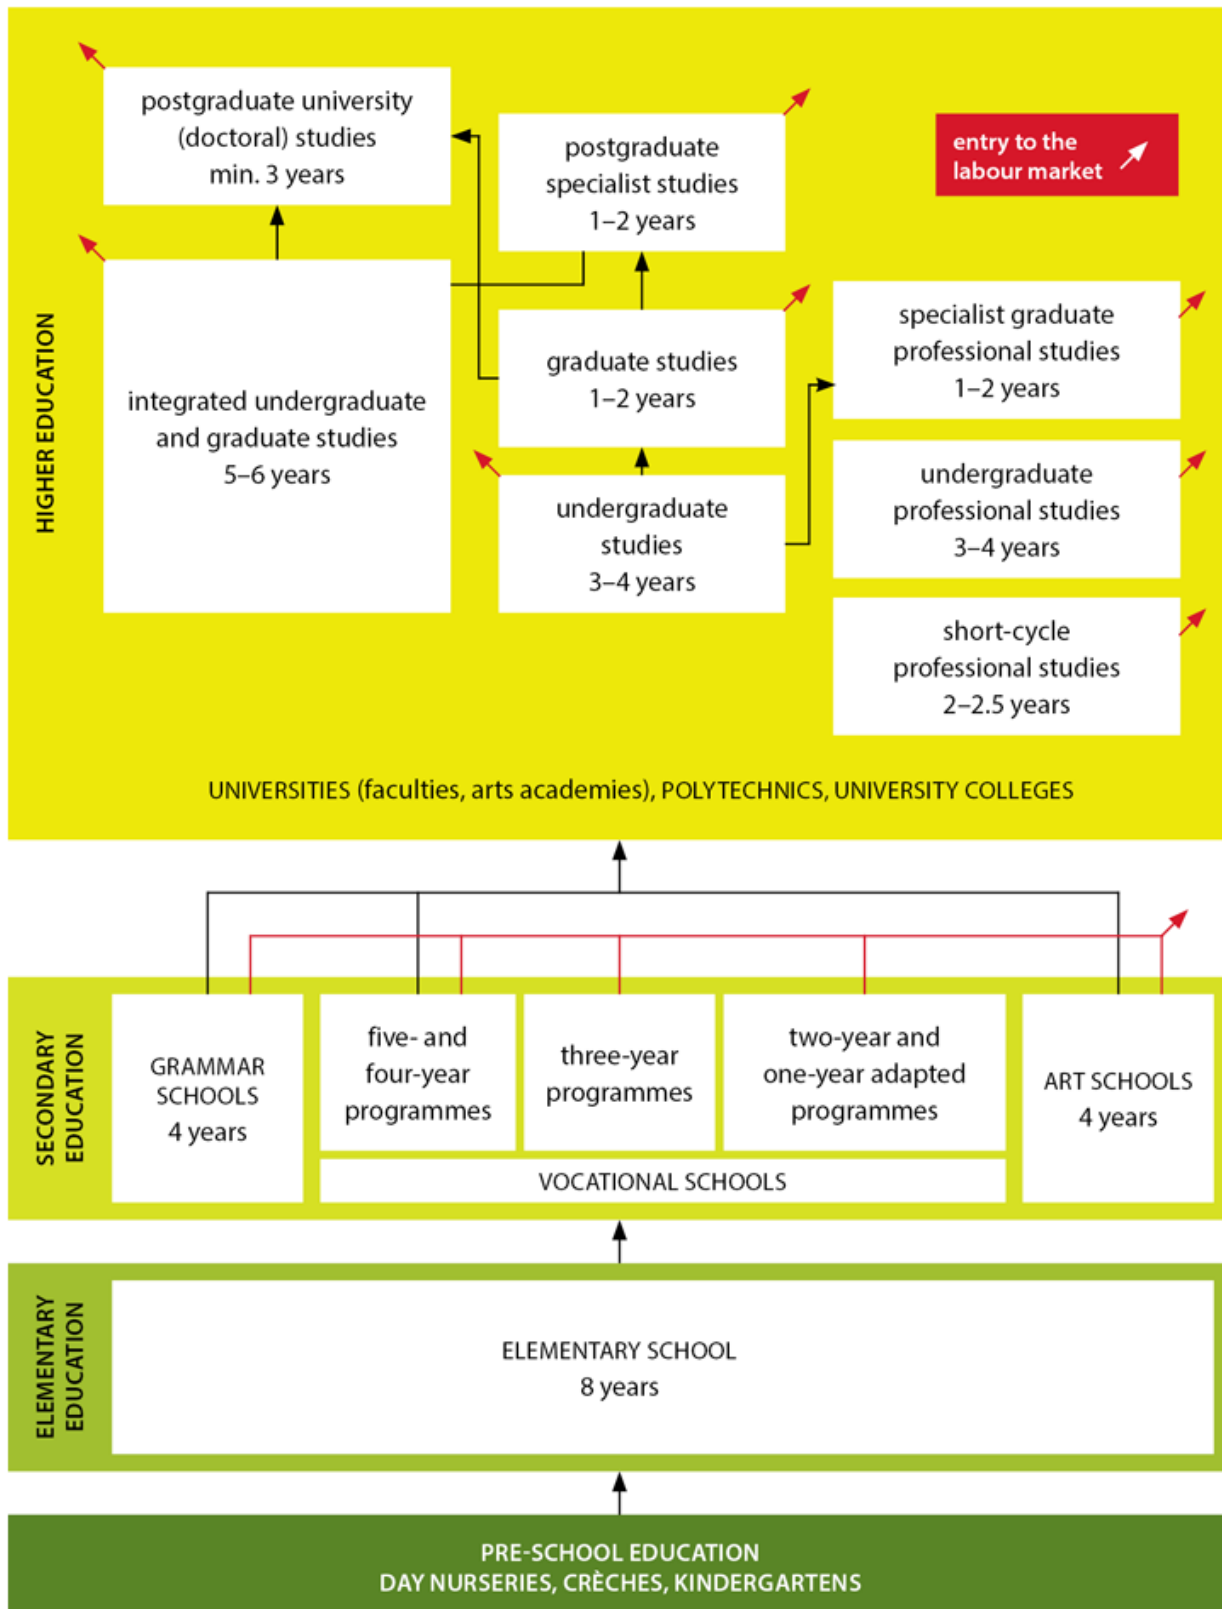 postgraduate university
(doctoral) studies
min. 3 years
postgraduate
specialist studies
1–2 years
entry to the
labour market
HIGHER EDUCATION
integrated undergraduate
and graduate studies
5–6 years
graduate studies
1–2 years
specialist graduate
professional studies
1–2 years
undergraduate
studies
3–4 years
undergraduate
professional studies
3–4 years
short-cycle
professional studies
2–2.5 years
UNIVERSITIES (faculties, arts academies), POLYTECHNICS, UNIVERSITY COLLEGES
SECONDARY
EDUCATION
GRAMMAR
SCHOOLS
4 years
five- and
four-year
programmes
three-year
programmes
two-year and
one-year adapted
programmes
ART SCHOOLS
4 years
VOCATIONAL SCHOOLS
ELEMENTARY
EDUCATION
ELEMENTARY SCHOOL
8 years
PRE-SCHOOL EDUCATION
DAY NURSERIES, CRÈCHES, KINDERGARTENS